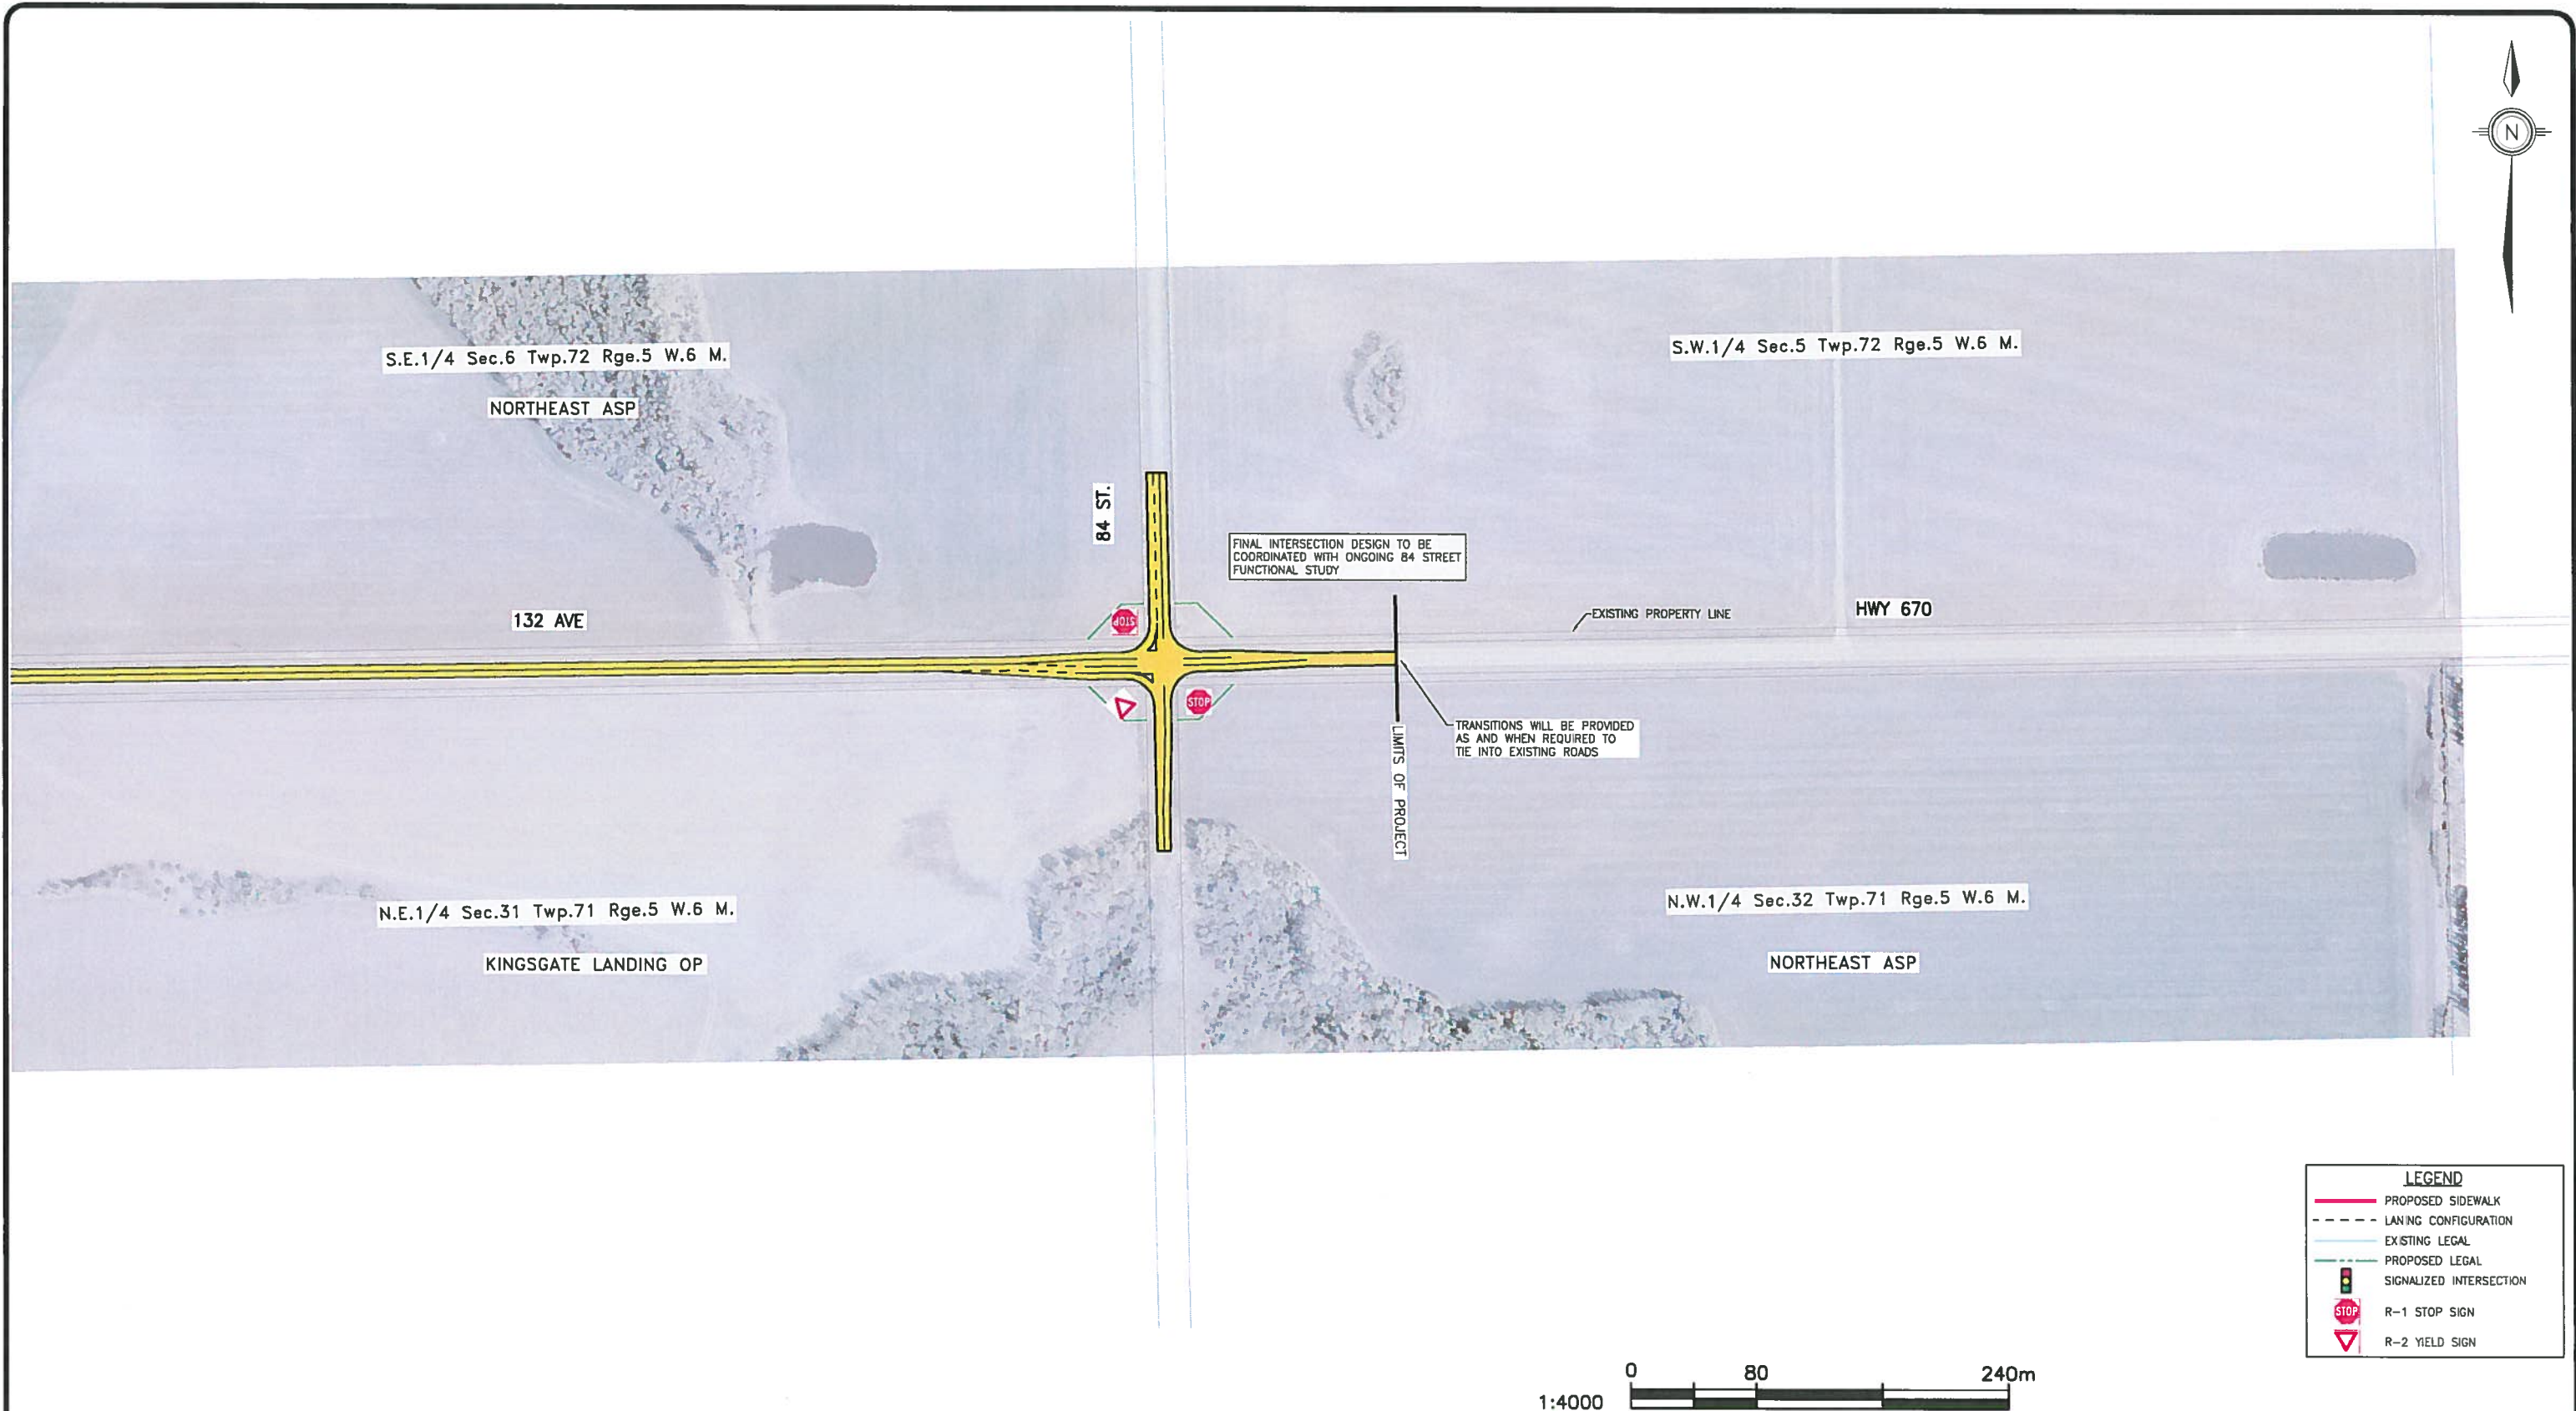 N
S.E.1/4 Sec.6 Twp.72 Rge.5 W.6 M.
NORTHEAST ASP
S.W.1/4 Sec.5 Twp.72 Rge.5 W.6 M.
84 ST.
FINAL INTERSECTION DESIGN TO BE
COORDINATED WITH ONGOING 84 STREET
FUNCTIONAL STUDY
132 AVE
STOP
EXISTING PROPERTY LINE
HWY 670
STOP
TRANSITIONS WILL BE PROVIDED
AS AND WHEN REQUIRED TO
TIE INTO EXISTING ROADS
LIMITS OF PROJECT
N.E.1/4 Sec.31 Twp.71 Rge.5 W.6 M.
KINGSGATE LANDING OP
N.W.1/4 Sec.32 Twp.71 Rge.5 W.6 M.
NORTHEAST ASP
LEGEND
PROPOSED SIDEWALK
LANING CONFIGURATION
EXISTING LEGAL
PROPOSED LEGAL
SIGNALIZED INTERSECTION
STOP R-1 STOP SIGN
R-2 YIELD SIGN
0 80 240m
1:4000